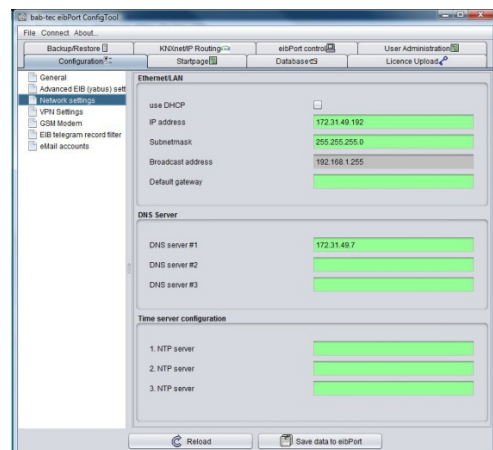 bab-tec eibPort ConfigTool
File Connect About...
Backup/Restore KNXnet/IP Routing eibPort control User Administration
Configuration Startpage Database Licence Upload
General
Advanced EIB (yabus) sett
Network settings
VPN Settings
GSM Modem
EIB telegram record filter
eMail accounts
Ethernet/LAN
use DHCP
IP address 172.31.49.192
Subnetmask 255.255.255.0
Broadcast address 192.168.1.255
Default gateway
DNS Server
DNS server #1 172.31.49.7
DNS server #2
DNS server #3
Time server configuration
1. NTP server
2. NTP server
3. NTP server
Reload Save data to eibPort